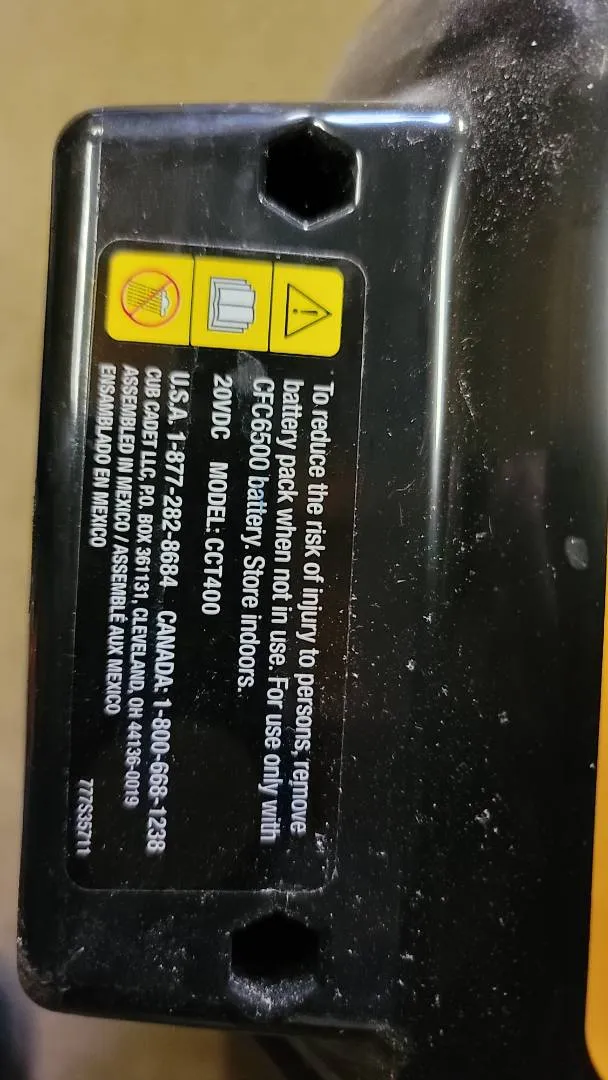 To reduce the risk of injury to persons, remove
battery pack when not in use. For use only with
CFC6500 battery. Store indoors.
20VDC MODEL: CCT400
U.S.A. 1-877-282-8684 CANADA: 1-800-668-1238
CUB CADET LLC, P.O. BOX 361131, CLEVELAND, OH 44136-0019
ASSEMBLED IN MEXICO / ASSEMBLÉ AUX MEXICO
ENSAMBLADO EN MEXICO
777S35711